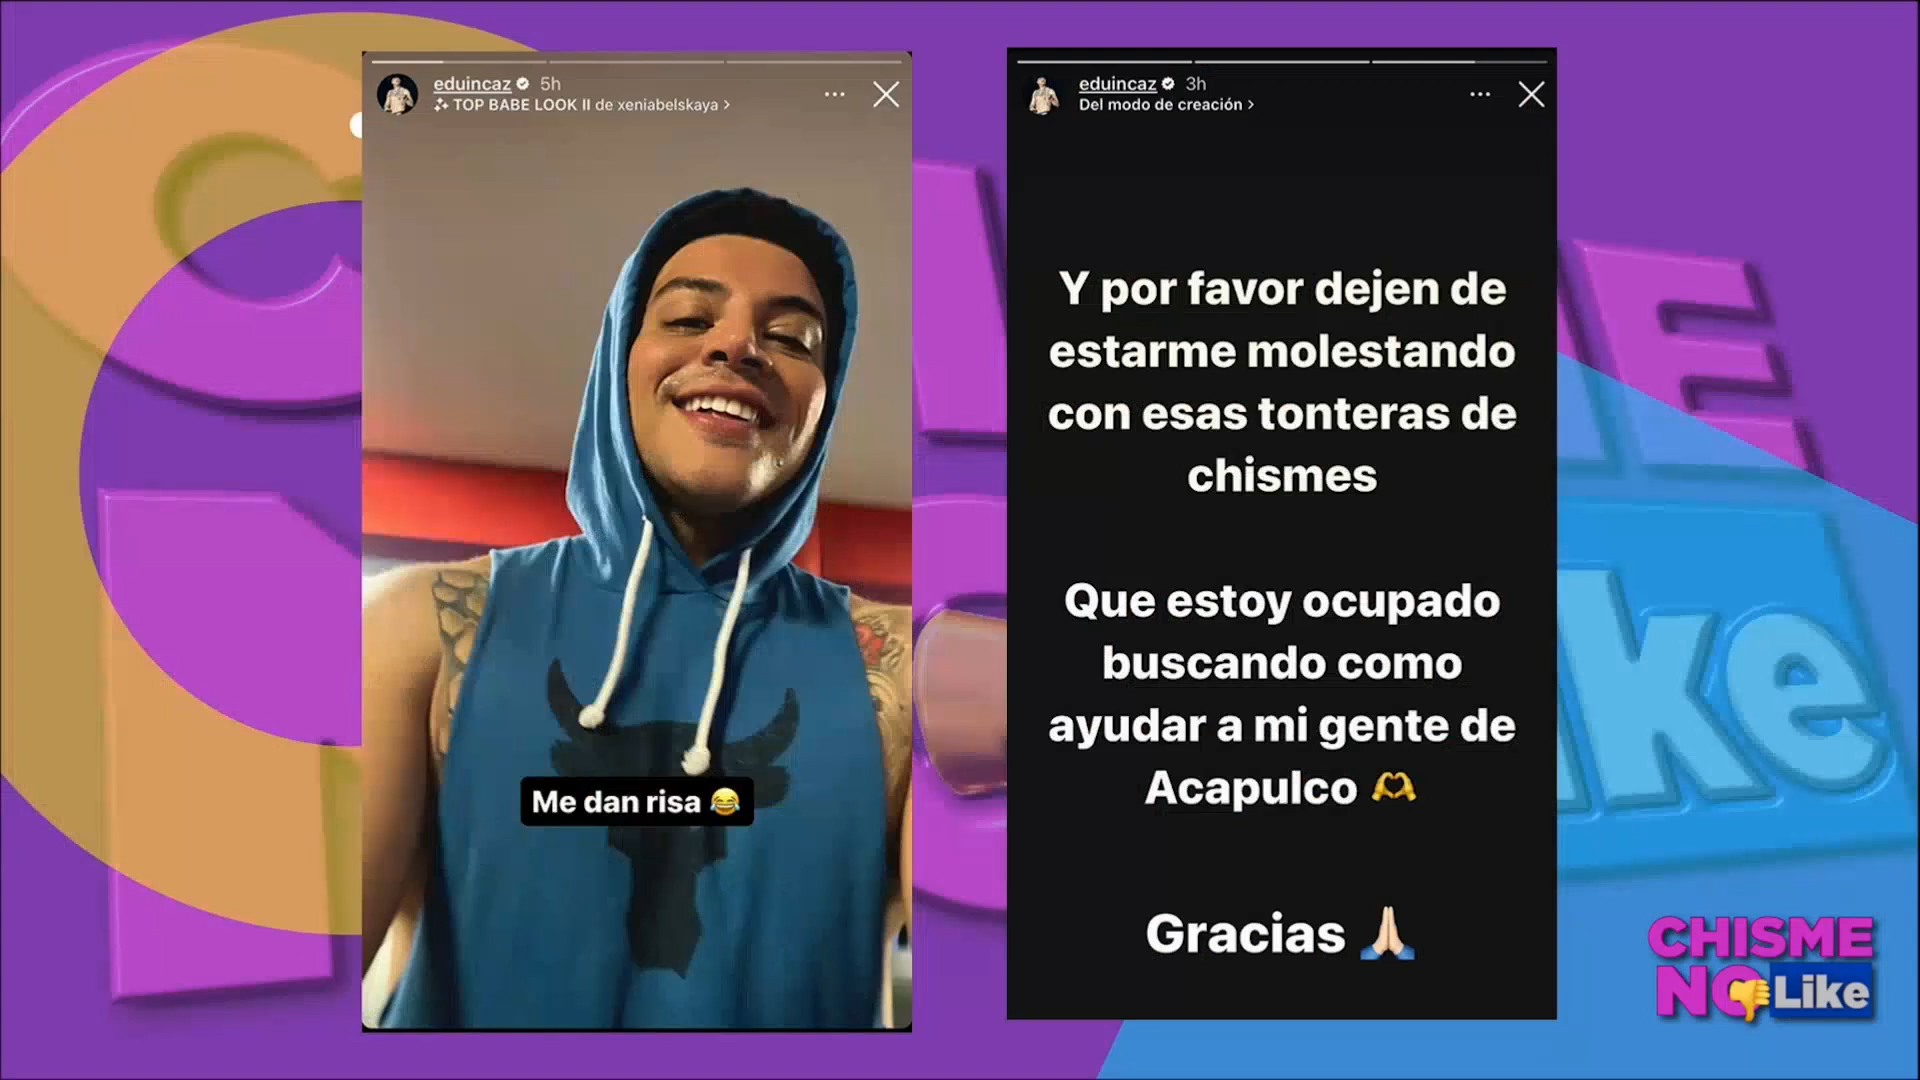 eduincaz 5h
TOP BABE LOOK II de xeniabelskaya >
Me dan risa 😂
eduincaz 3h
Del modo de creación >
Y por favor dejen de
estarme molestando
con esas tonteras de
chismes
Que estoy ocupado
buscando como
ayudar a mi gente de
Acapulco 🫶
Gracias 🙏🏻
CHISME
NO Like